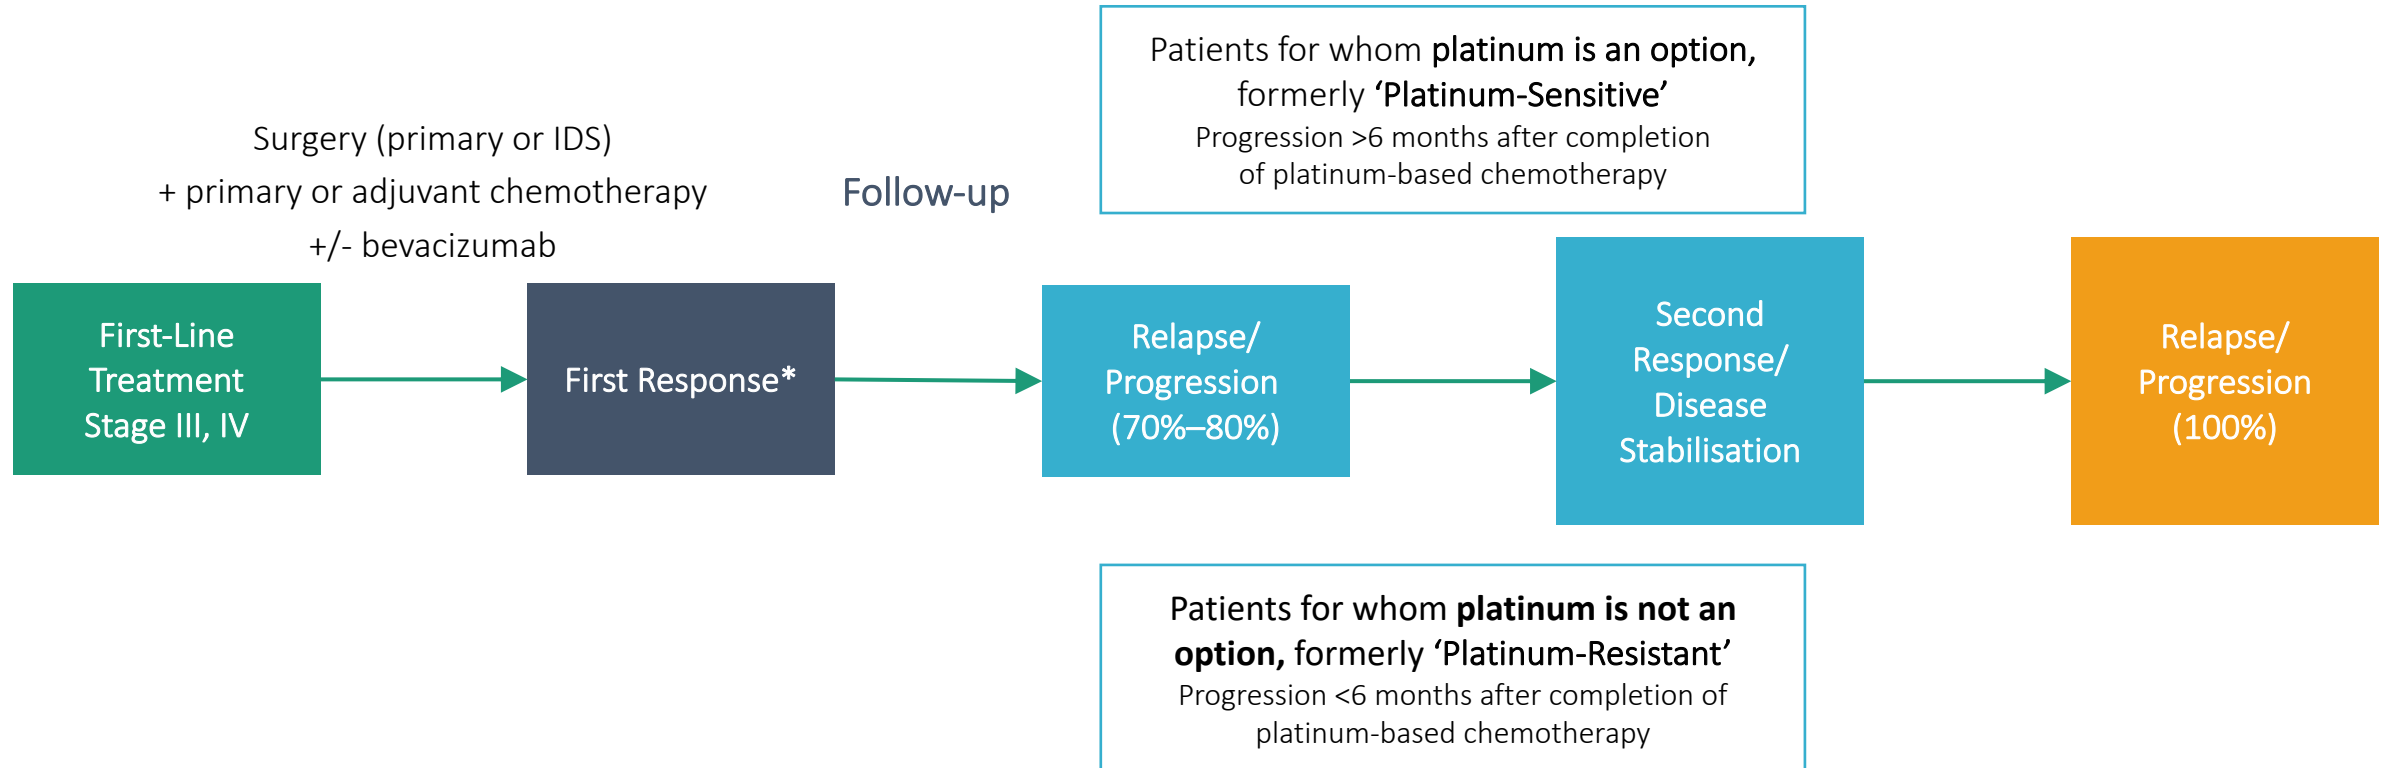 Surgery (primary or IDS)
+ primary or adjuvant chemotherapy
+/- bevacizumab
Follow-up
Patients for whom platinum is an option,
formerly ‘Platinum-Sensitive’
Progression >6 months after completion
of platinum-based chemotherapy
First-Line
Treatment
Stage III, IV
First Response*
Relapse/
Progression
(70%–80%)
Second
Response/
Disease
Stabilisation
Relapse/
Progression
(100%)
Patients for whom platinum is not an
option, formerly ‘Platinum-Resistant’
Progression <6 months after completion of
platinum-based chemotherapy